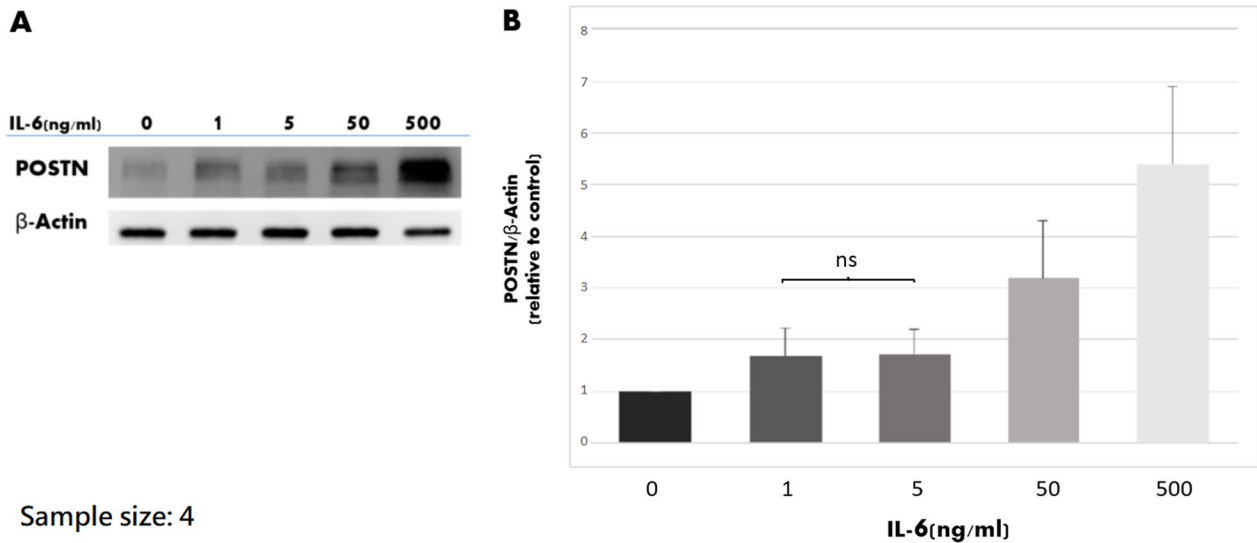 A
IL-6(ng/ml) 0 1 5 50 500
POSTN
β-Actin
Sample size: 4
B
POSTN/β-Actin
(relative to control)
8
7
6
5
4
3
2
1
0
ns
0 1 5 50 500
IL-6(ng/ml)